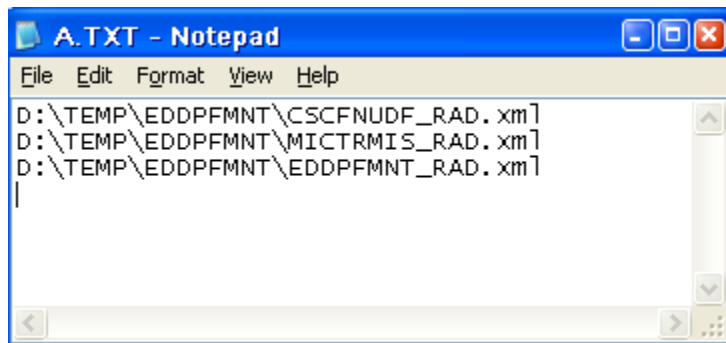 A.TXT - Notepad
File Edit Format View Help
D:\TEMP\EDDPFMNT\CSCFNUDF_RAD.xml
D:\TEMP\EDDPFMNT\MICTRMIS_RAD.xml
D:\TEMP\EDDPFMNT\EDDPFMNT_RAD.xml